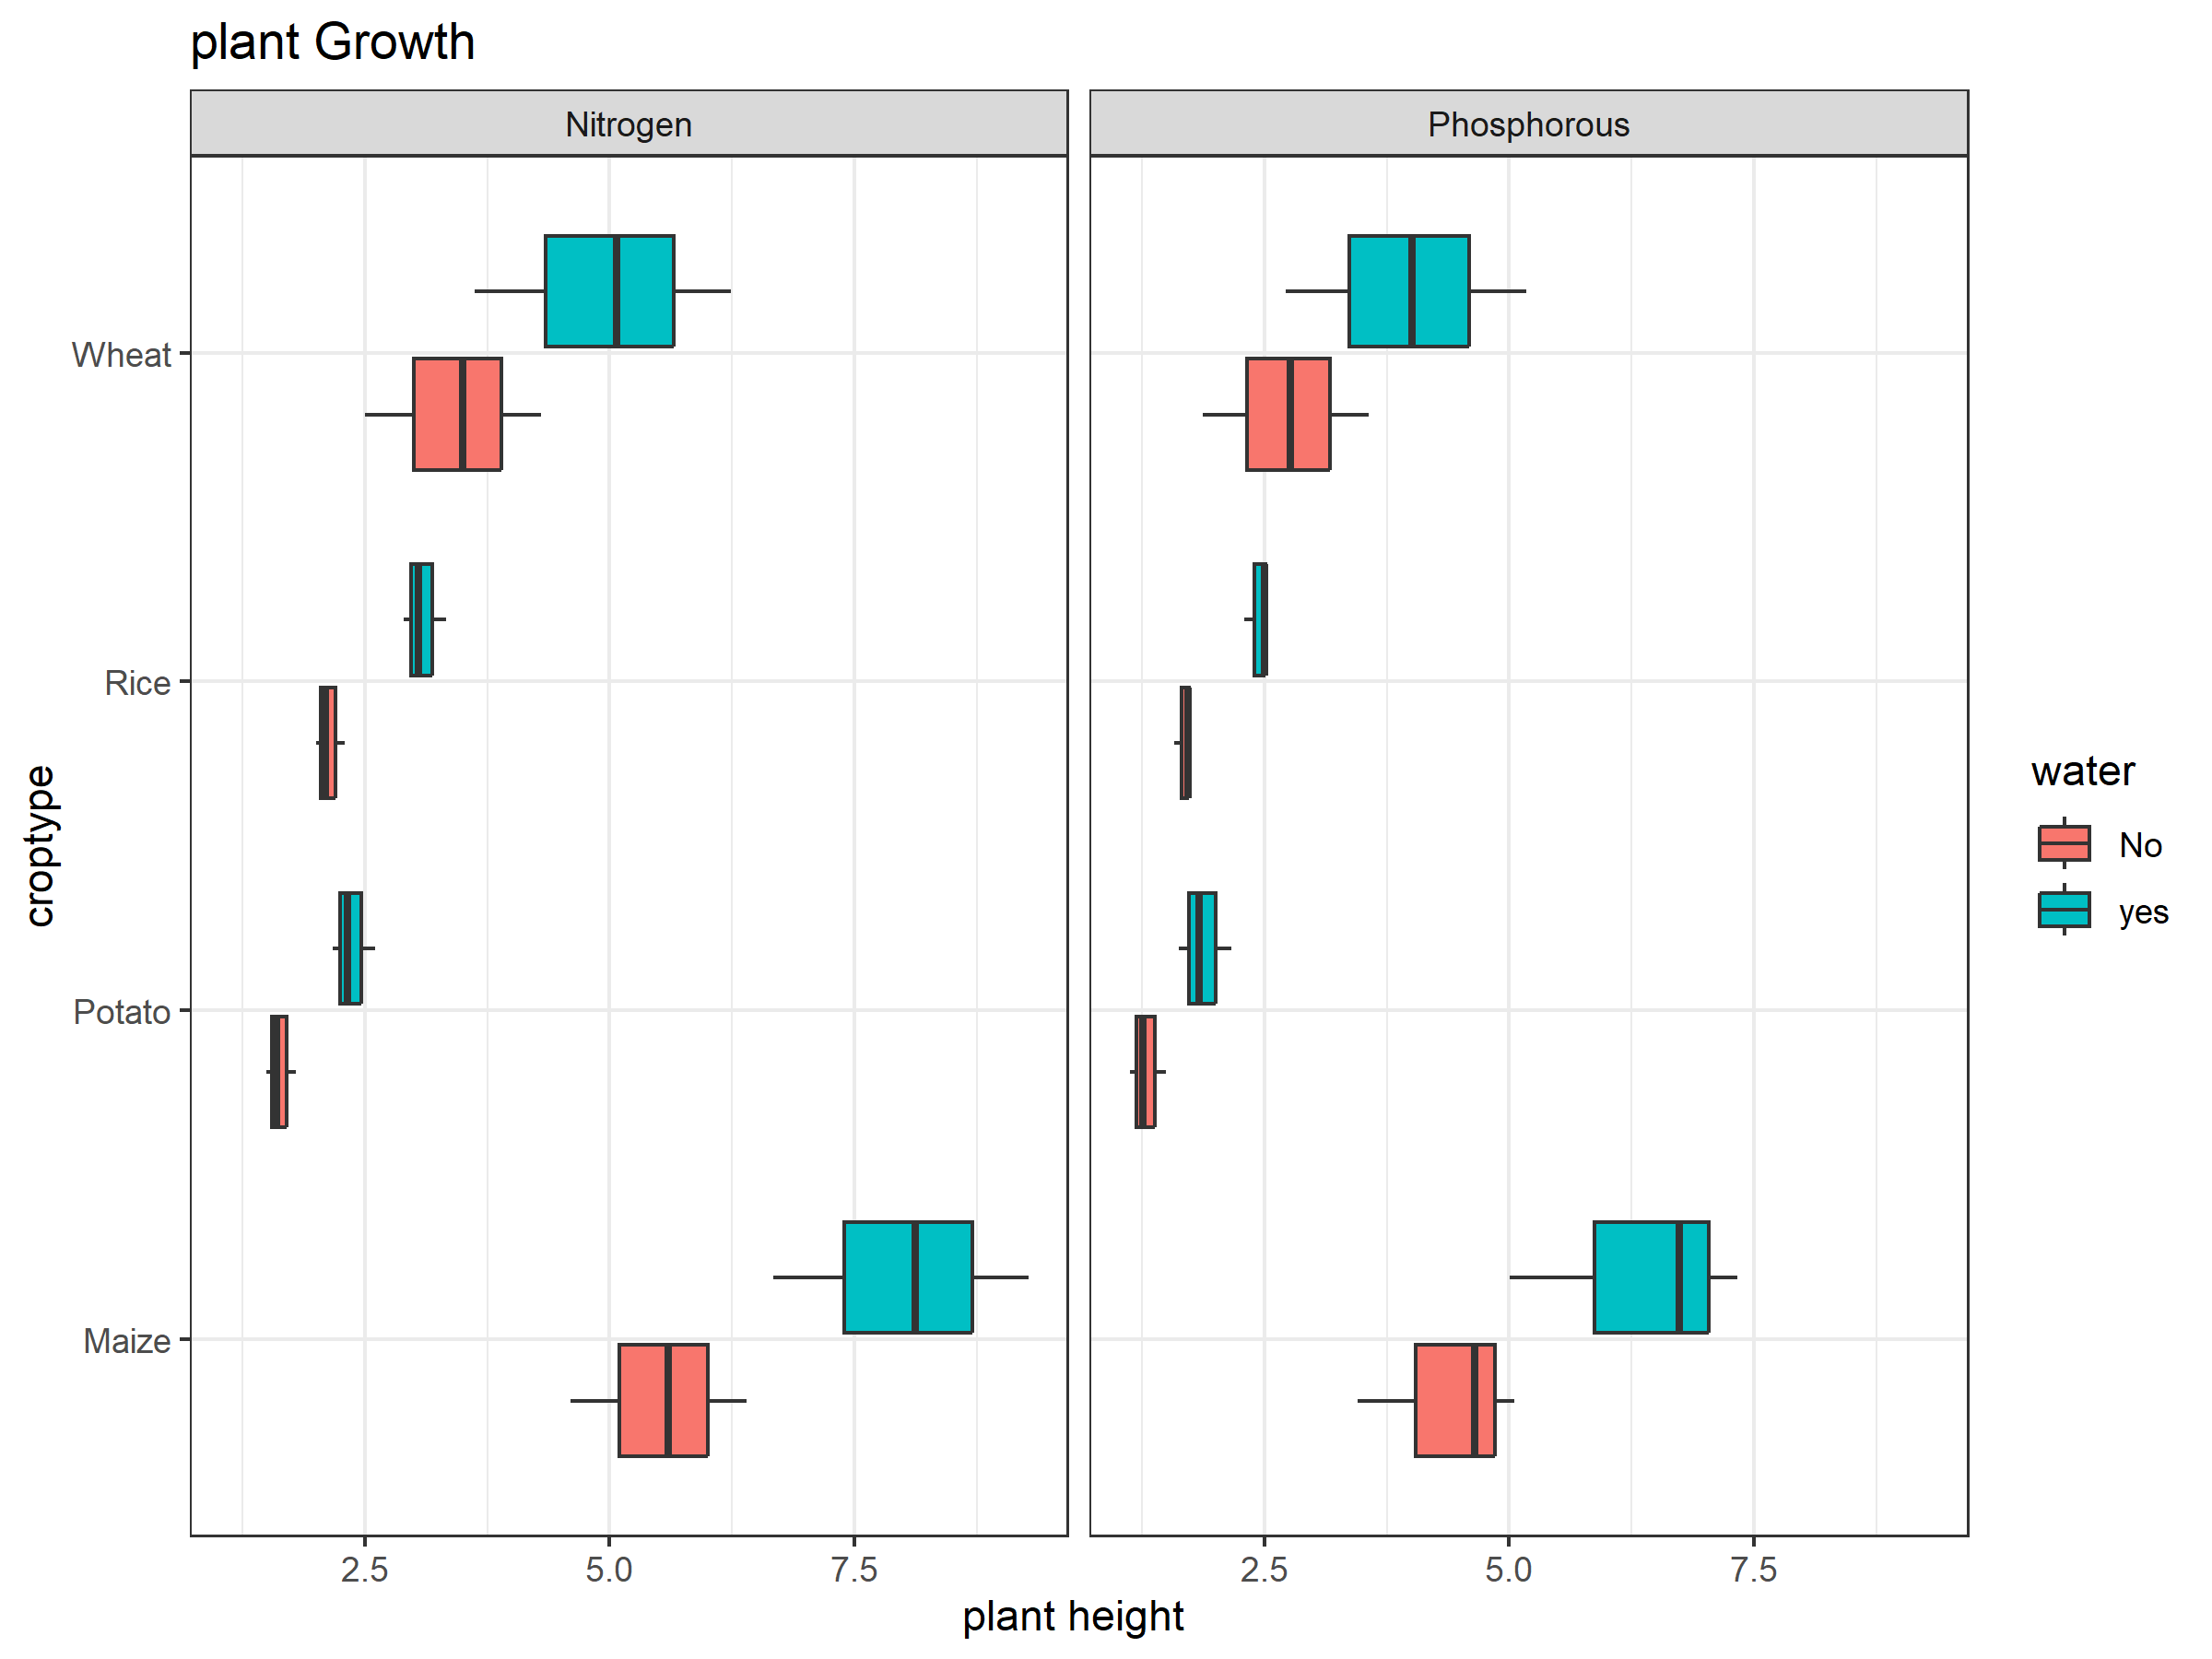 plant Growth
Nitrogen
Phosphorous
Wheat
Rice
Potato
Maize
croptype
2.5 5.0 7.5
2.5 5.0 7.5
plant height
water
No
yes